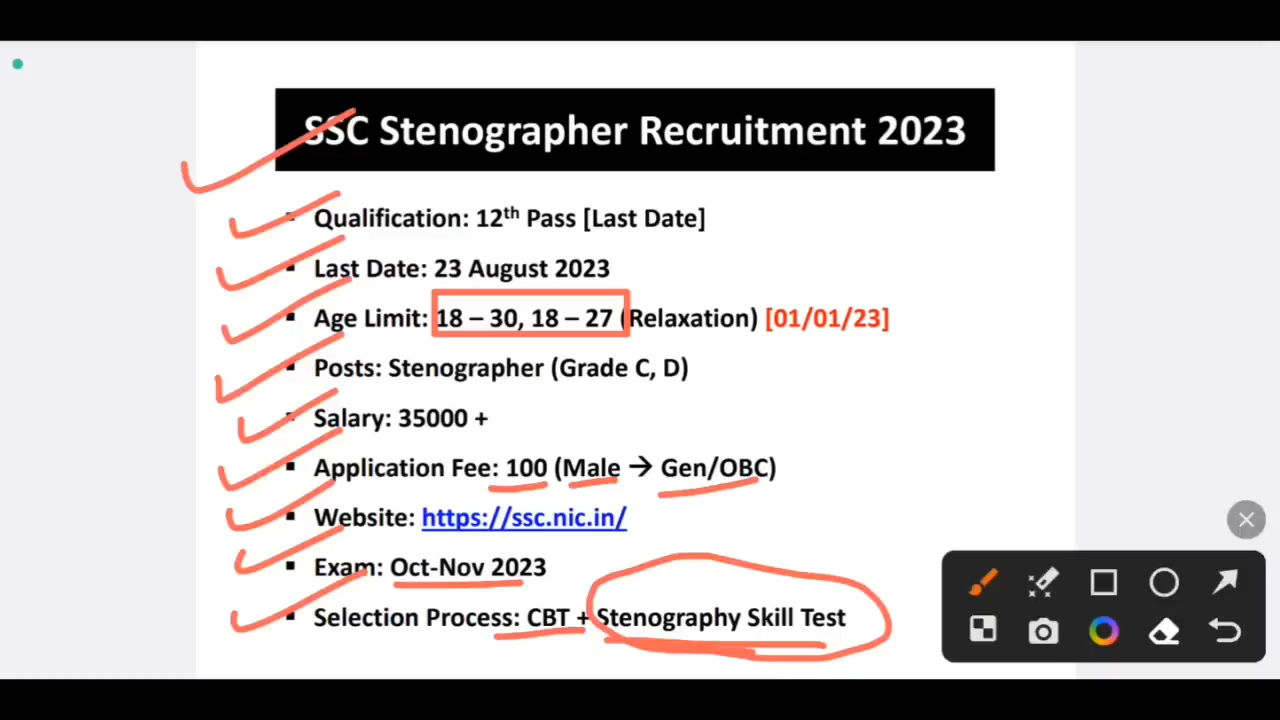 SSC Stenographer Recruitment 2023
▪ Qualification: 12th Pass [Last Date]
▪ Last Date: 23 August 2023
▪ Age Limit: 18 – 30, 18 – 27 (Relaxation) [01/01/23]
▪ Posts: Stenographer (Grade C, D)
▪ Salary: 35000 +
▪ Application Fee: 100 (Male → Gen/OBC)
▪ Website: https://ssc.nic.in/
▪ Exam: Oct-Nov 2023
▪ Selection Process: CBT + Stenography Skill Test